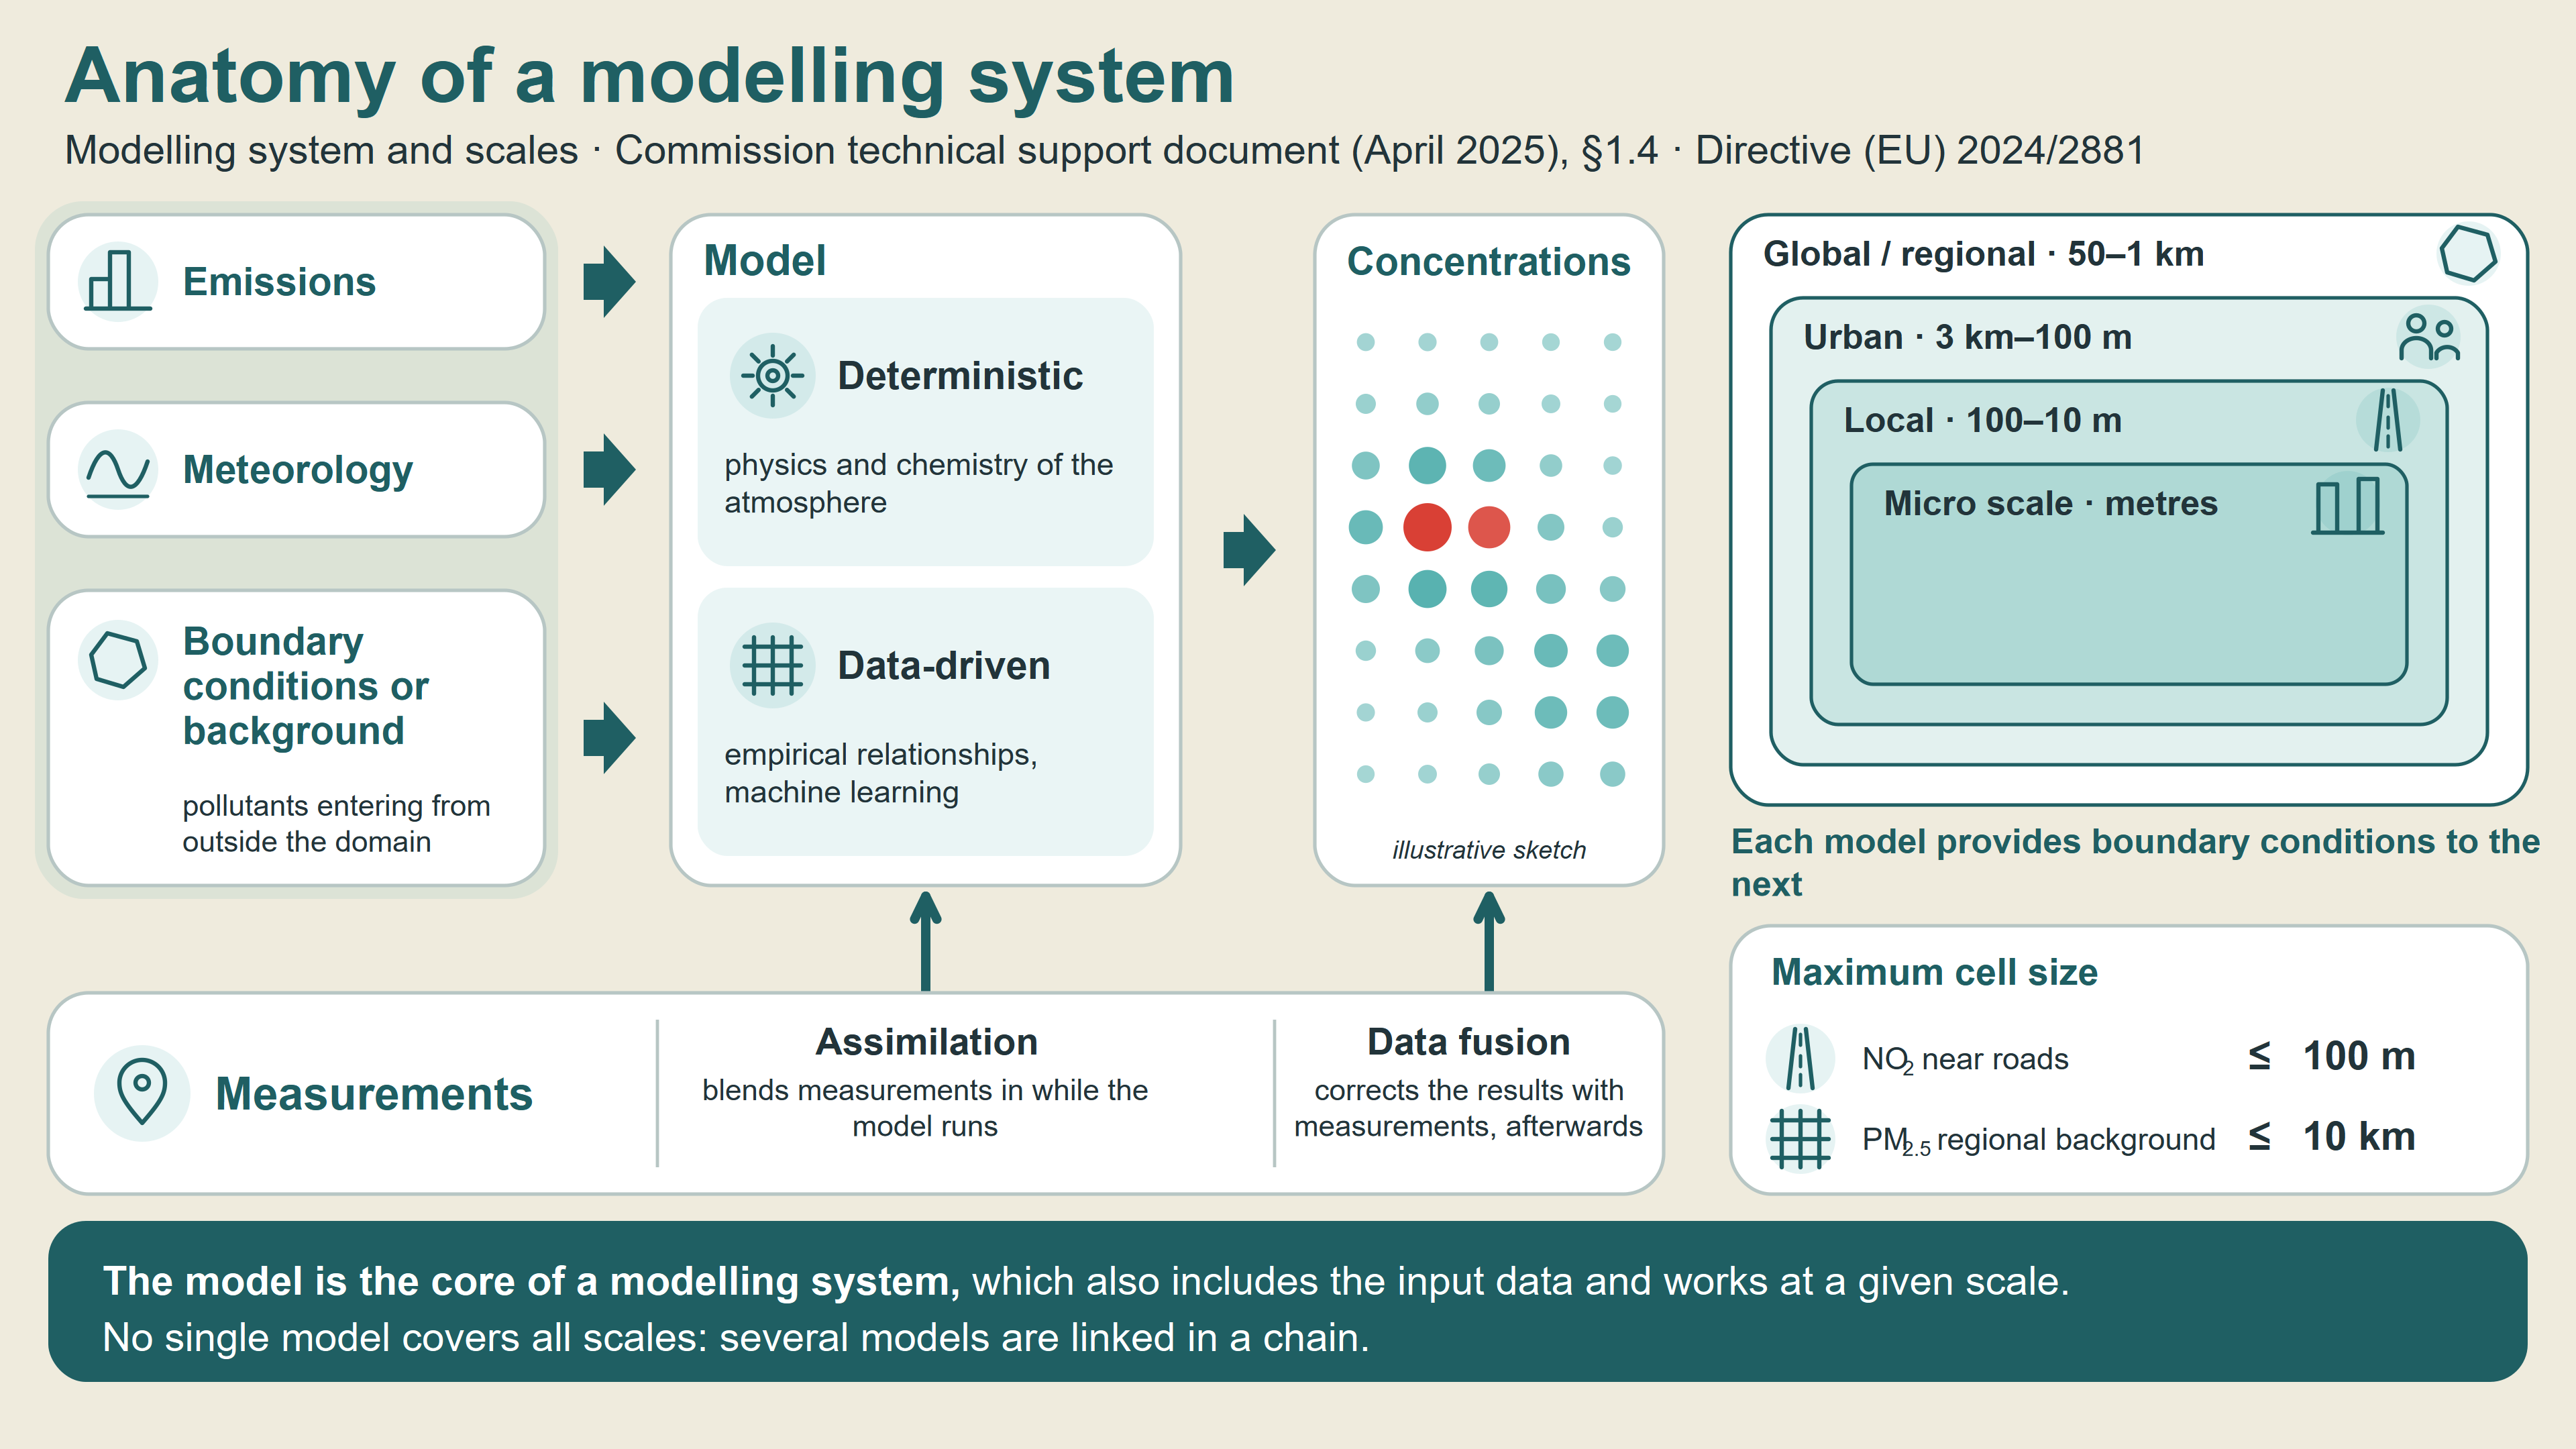 Anatomy of a modelling system
Modelling system and scales · Commission technical support document (April 2025), §1.4 · Directive (EU) 2024/2881
Emissions
Meteorology
Boundary
conditions or
background
pollutants entering from
outside the domain
Model
Deterministic
physics and chemistry of the
atmosphere
Data-driven
empirical relationships,
machine learning
Concentrations
illustrative sketch
Global / regional · 50–1 km
Urban · 3 km–100 m
Local · 100–10 m
Micro scale · metres
Each model provides boundary conditions to the
next
Measurements
Assimilation
blends measurements in while the
model runs
Data fusion
corrects the results with
measurements, afterwards
Maximum cell size
NO2 near roads ≤ 100 m
PM2.5 regional background ≤ 10 km
The model is the core of a modelling system, which also includes the input data and works at a given scale.
No single model covers all scales: several models are linked in a chain.